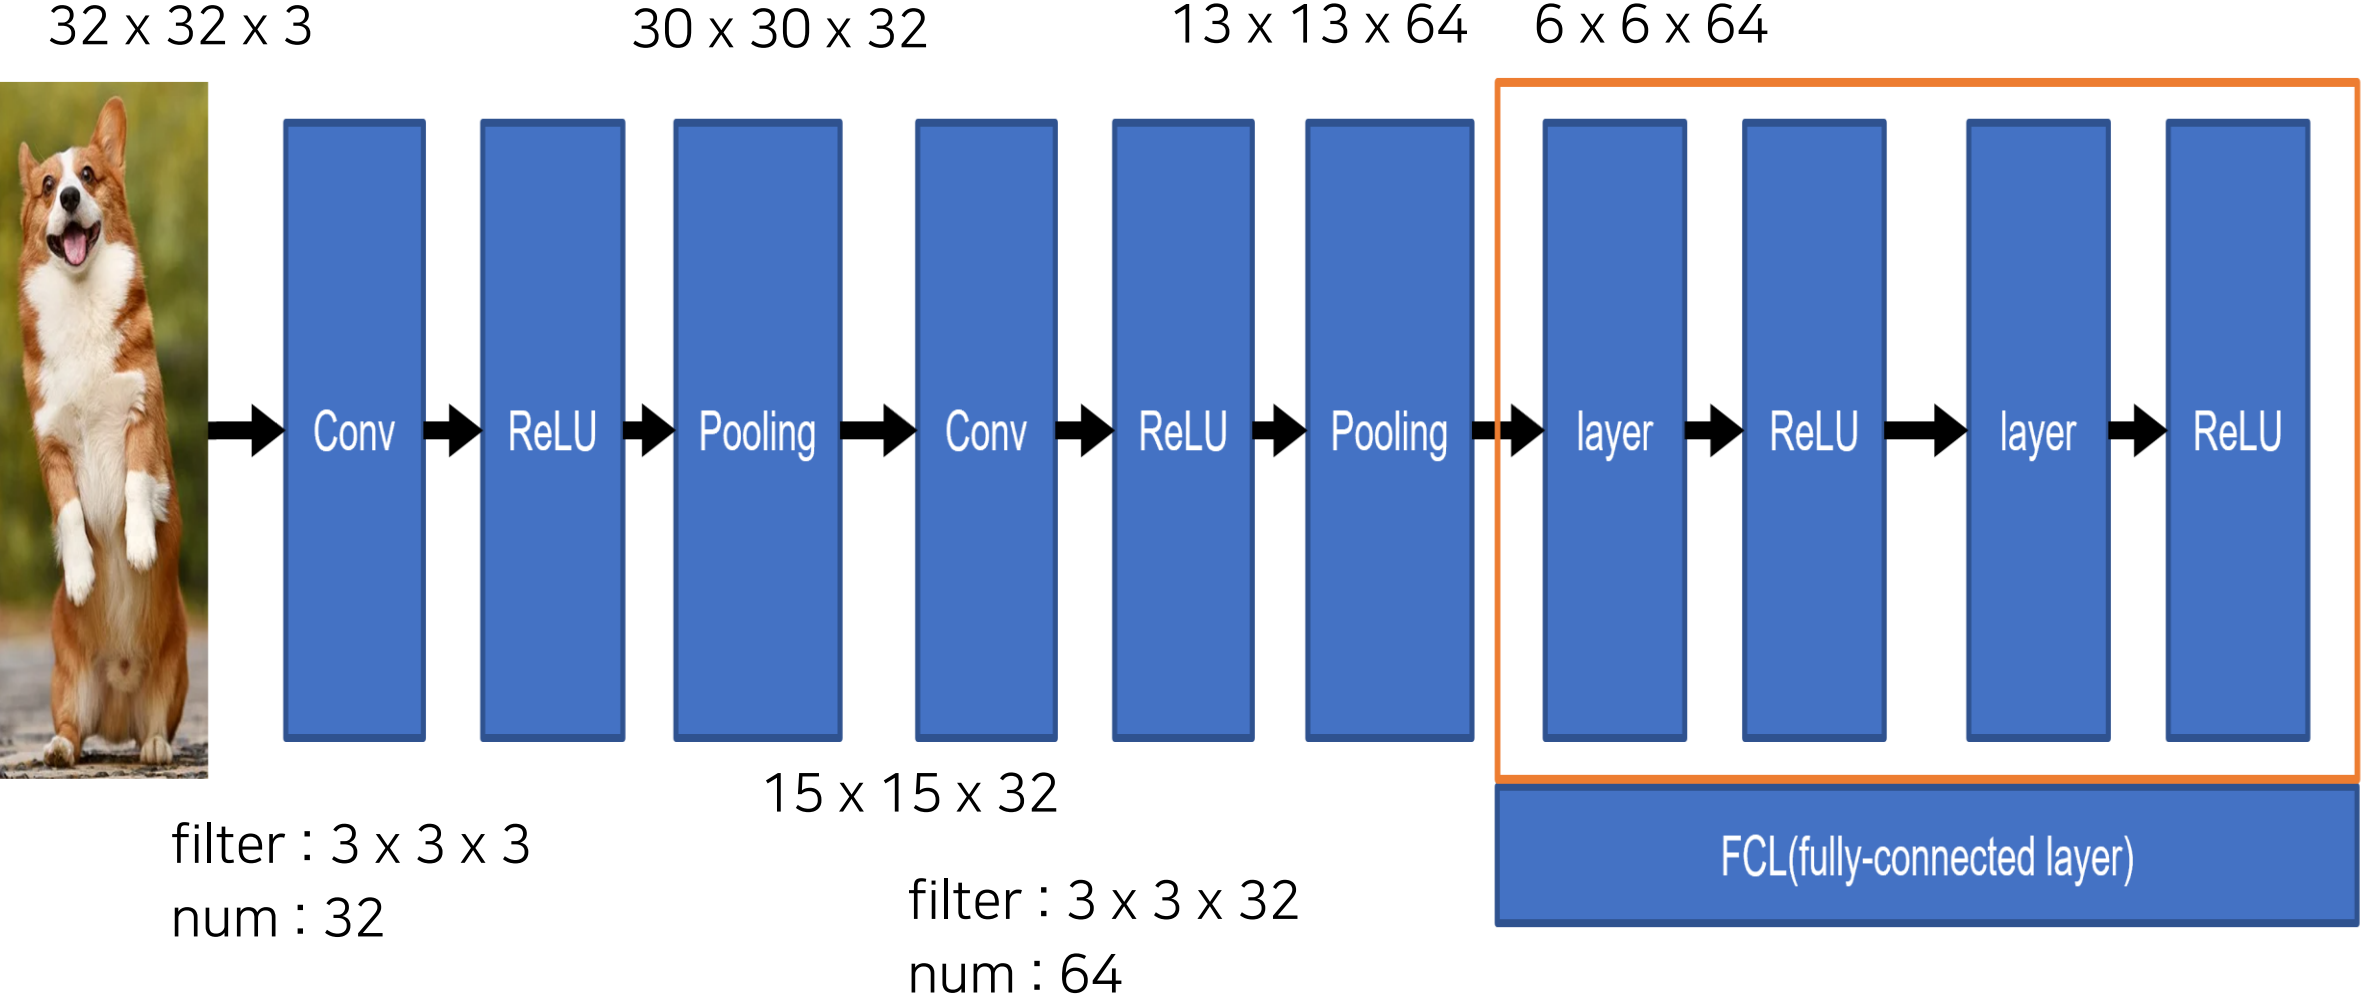 32 x 32 x 3
30 x 30 x 32
13 x 13 x 64
6 x 6 x 64
Conv
ReLU
Pooling
Conv
ReLU
Pooling
layer
ReLU
layer
ReLU
15 x 15 x 32
filter : 3 x 3 x 3
num : 32
filter : 3 x 3 x 32
num : 64
FCL(fully-connected layer)